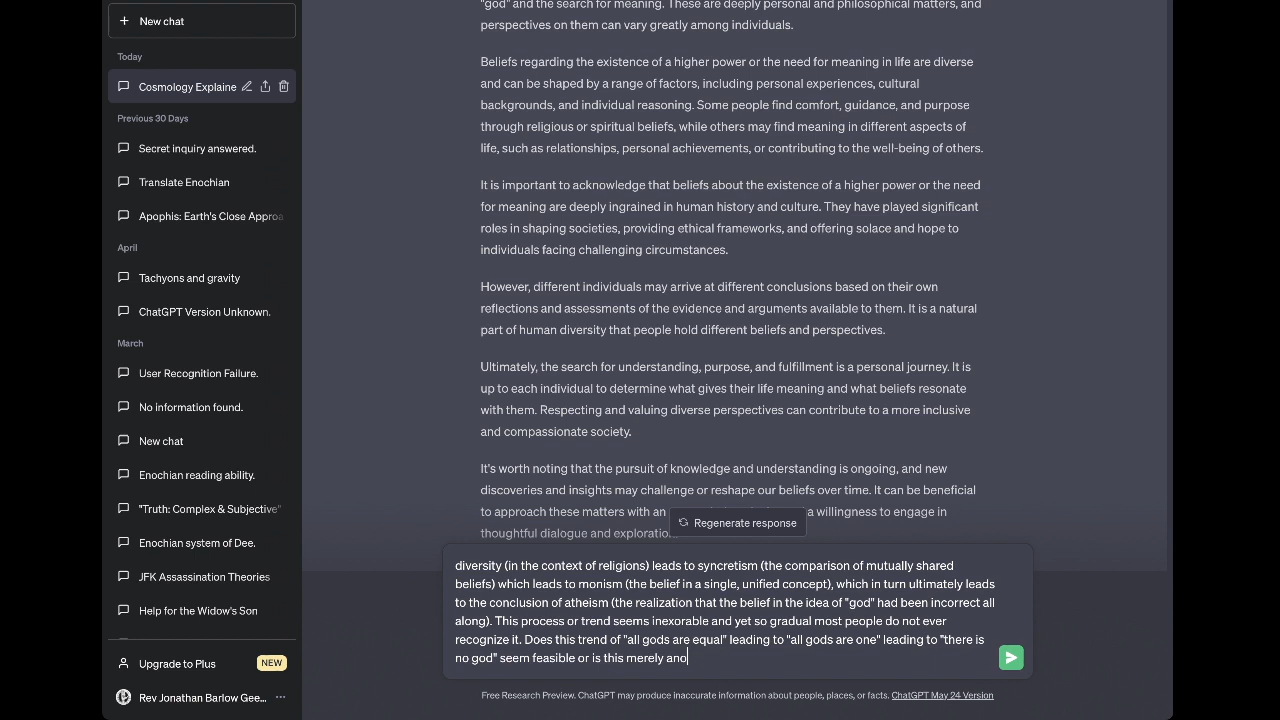 New chat
Today
Cosmology Explaine
Previous 30 Days
Secret inquiry answered.
Translate Enochian
Apophis: Earth's Close Approa
April
Tachyons and gravity
ChatGPT Version Unknown.
March
User Recognition Failure.
No information found.
New chat
Enochian reading ability.
"Truth: Complex & Subjective"
Enochian system of Dee.
JFK Assassination Theories
Help for the Widow's Son
Upgrade to Plus
NEW
Rev Jonathan Barlow Gee...
"god" and the search for meaning. These are deeply personal and philosophical matters, and
perspectives on them can vary greatly among individuals.
Beliefs regarding the existence of a higher power or the need for meaning in life are diverse
and can be shaped by a range of factors, including personal experiences, cultural
backgrounds, and individual reasoning. Some people find comfort, guidance, and purpose
through religious or spiritual beliefs, while others may find meaning in different aspects of
life, such as relationships, personal achievements, or contributing to the well-being of others.
It is important to acknowledge that beliefs about the existence of a higher power or the need
for meaning are deeply ingrained in human history and culture. They have played significant
roles in shaping societies, providing ethical frameworks, and offering solace and hope to
individuals facing challenging circumstances.
However, different individuals may arrive at different conclusions based on their own
reflections and assessments of the evidence and arguments available to them. It is a natural
part of human diversity that people hold different beliefs and perspectives.
Ultimately, the search for understanding, purpose, and fulfillment is a personal journey. It is
up to each individual to determine what gives their life meaning and what beliefs resonate
with them. Respecting and valuing diverse perspectives can contribute to a more inclusive
and compassionate society.
It's worth noting that the pursuit of knowledge and understanding is ongoing, and new
discoveries and insights may challenge or reshape our beliefs over time. It can be beneficial
to approach these matters with an a willingness to engage in
thoughtful dialogue and exploration.
Regenerate response
diversity (in the context of religions) leads to syncretism (the comparison of mutually shared
beliefs) which leads to monism (the belief in a single, unified concept), which in turn ultimately leads
to the conclusion of atheism (the realization that the belief in the idea of "god" had been incorrect all
along). This process or trend seems inexorable and yet so gradual most people do not ever
recognize it. Does this trend of "all gods are equal" leading to "all gods are one" leading to "there is
no god" seem feasible or is this merely ano
Free Research Preview. ChatGPT may produce inaccurate information about people, places, or facts. ChatGPT May 24 Version